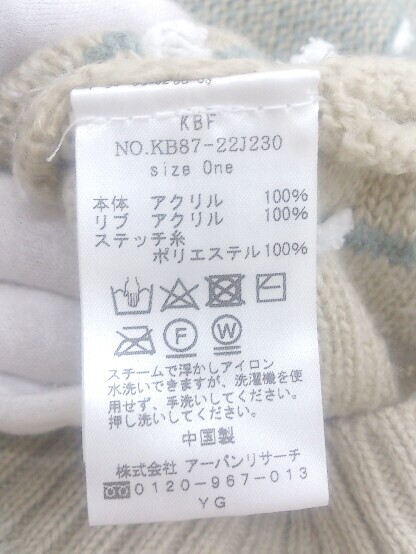 KBF
NO.KB87-22J230
size One
本体 アクリル 100%
リブ アクリル 100%
ステッチ糸
ポリエステル100%
F
W
スチームで浮かしアイロン
水洗いできますが、洗濯機を使
用せず、手洗いしてください。
押し洗いしてください。
中国製
株式会社 アーバンリサーチ
0120-967-013
YG